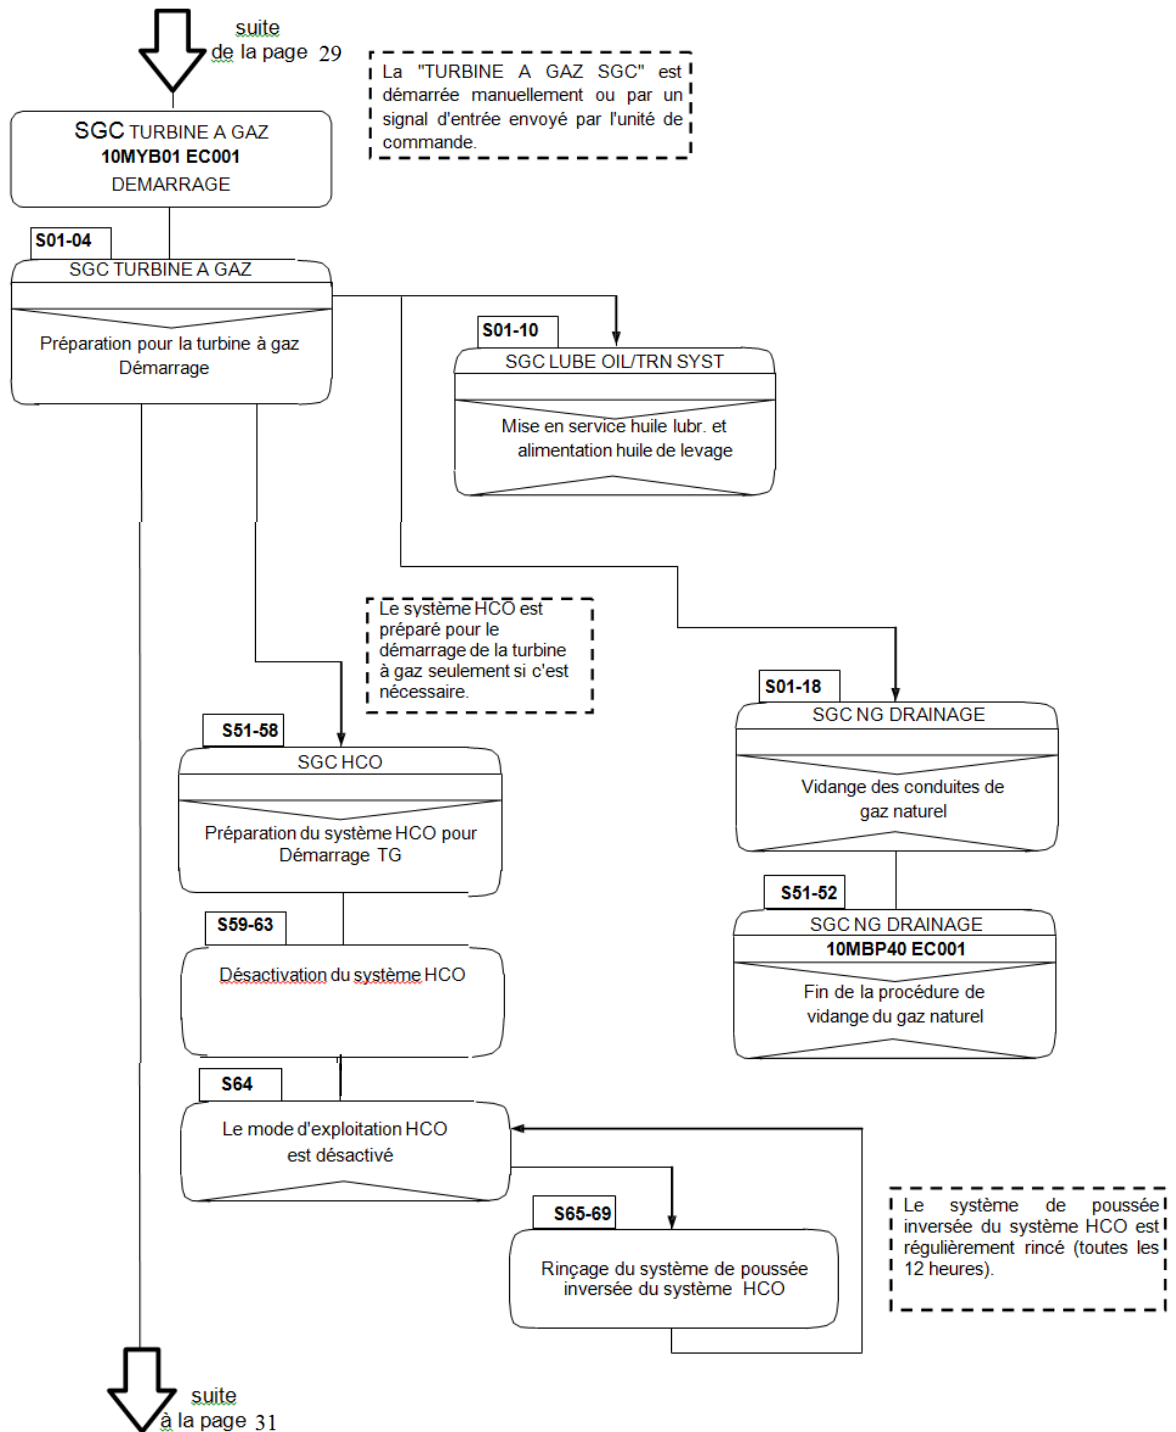 suite
de la page 29
La "TURBINE A GAZ SGC" est
démarrée manuellement ou par un
signal d'entrée envoyé par l'unité de
commande.
SGC TURBINE A GAZ
10MYB01 EC001
DEMARRAGE
S01-04
SGC TURBINE A GAZ
Préparation pour la turbine à gaz
Démarrage
S01-10
SGC LUBE OIL/TRN SYST
Mise en service huile lubr. et
alimentation huile de levage
Le système HCO est
préparé pour le
démarrage de la turbine
à gaz seulement si c'est
nécessaire.
S01-18
SGC NG DRAINAGE
Vidange des conduites de
gaz naturel
S51-58
SGC HCO
Préparation du système HCO pour
Démarrage TG
S51-52
SGC NG DRAINAGE
10MBP40 EC001
Fin de la procédure de
vidange du gaz naturel
S59-63
Désactivation du système HCO
S64
Le mode d'exploitation HCO
est désactivé
S65-69
Rinçage du système de poussée
inversée du système HCO
Le système de poussée
inversée du système HCO est
régulièrement rincé (toutes les
12 heures).
suite
à la page 31